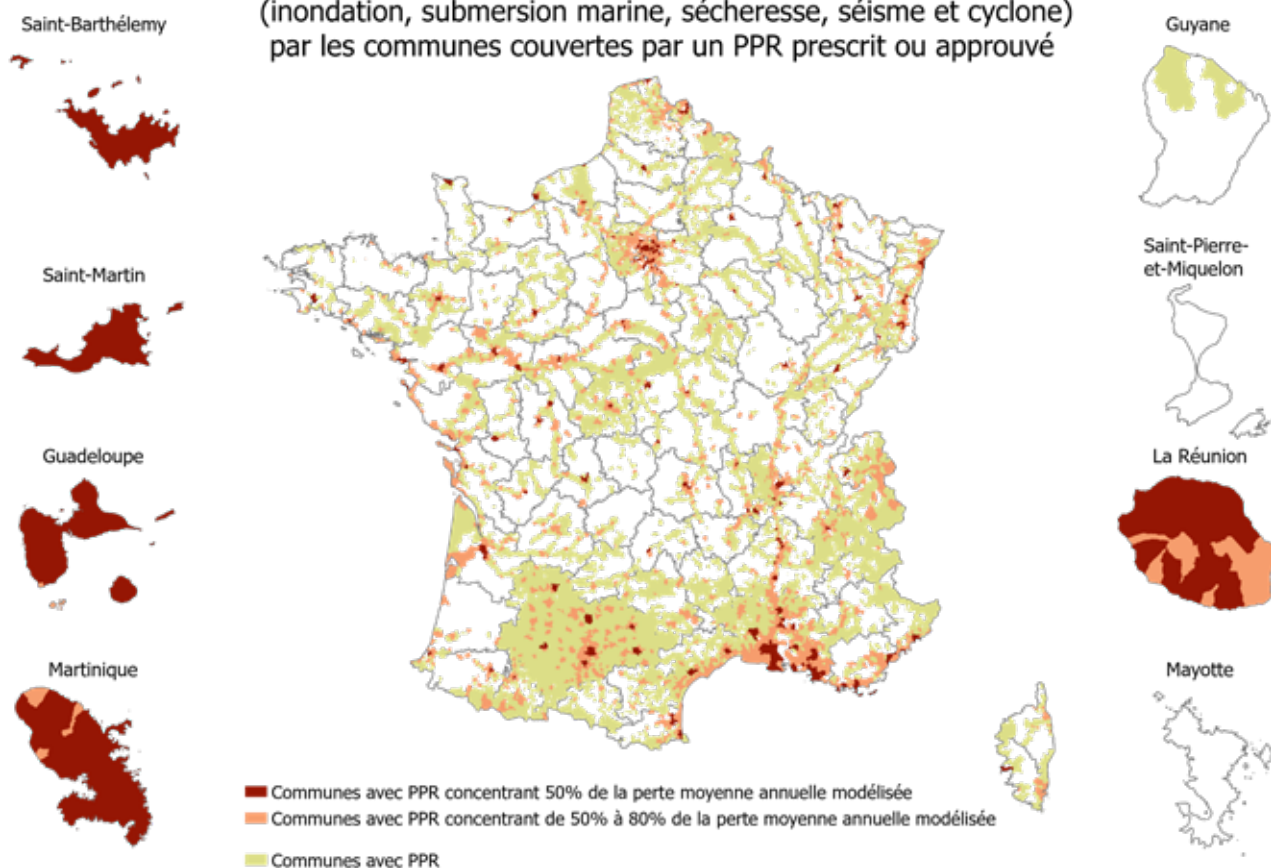 (inondation, submersion marine, sécheresse, séisme et cyclone)
par les communes couvertes par un PPR prescrit ou approuvé
Saint-Barthélemy
Saint-Martin
Guadeloupe
Martinique
Guyane
Saint-Pierre-
et-Miquelon
La Réunion
Mayotte
Communes avec PPR concentrant 50% de la perte moyenne annuelle modélisée
Communes avec PPR concentrant de 50% à 80% de la perte moyenne annuelle modélisée
Communes avec PPR